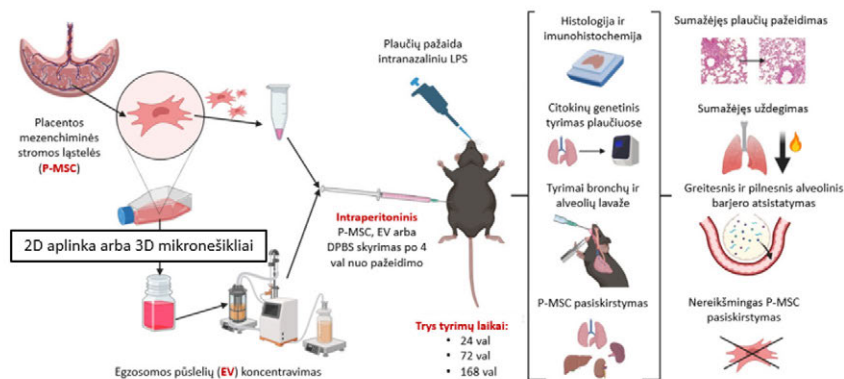 Placentos
mezenchiminės
stromos ląstelės
(P-MSC)
2D aplinka arba 3D mikronešikliai
Egzosomos pūslelių (EV) koncentravimas
Plaučių pažaida
intranazaliniu LPS
Intraperitoninis
P-MSC, EV arba
DPBS skyrimas po 4
val nuo pažeidimo
Trys tyrimų laikai:
• 24 val
• 72 val
• 168 val
Histologija ir
imunohistochemija
Citokinų genetinis
tyrimas plaučiuose
Tyrimai bronchų ir
alveolių lavaže
P-MSC pasiskirstymas
Sumažėjęs plaučių pažeidimas
Sumažėjęs uždegimas
Greitesnis ir pilnesnis alveolinis
barjero atsistatymas
Nereikšmingas P-MSC
pasiskirstymas